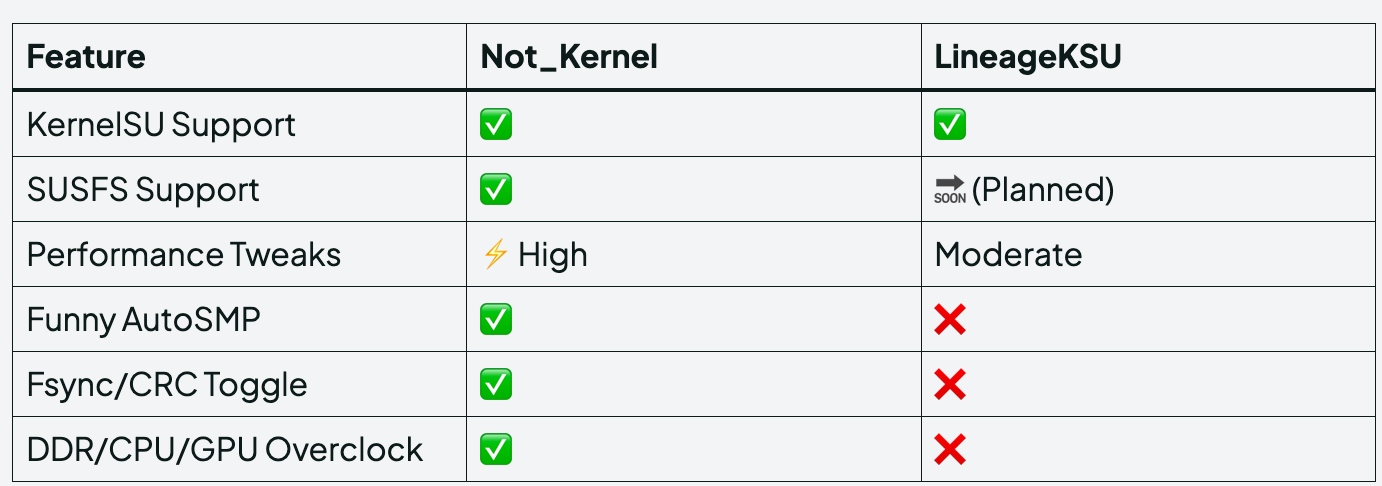 Feature Not_Kernel LineageKSU
KernelSU Support ✅ ✅
SUSFS Support ✅ 🔜 (Planned)
Performance Tweaks ⚡ High Moderate
Funny AutoSMP ✅ ❌
Fsync/CRC Toggle ✅ ❌
DDR/CPU/GPU Overclock ✅ ❌